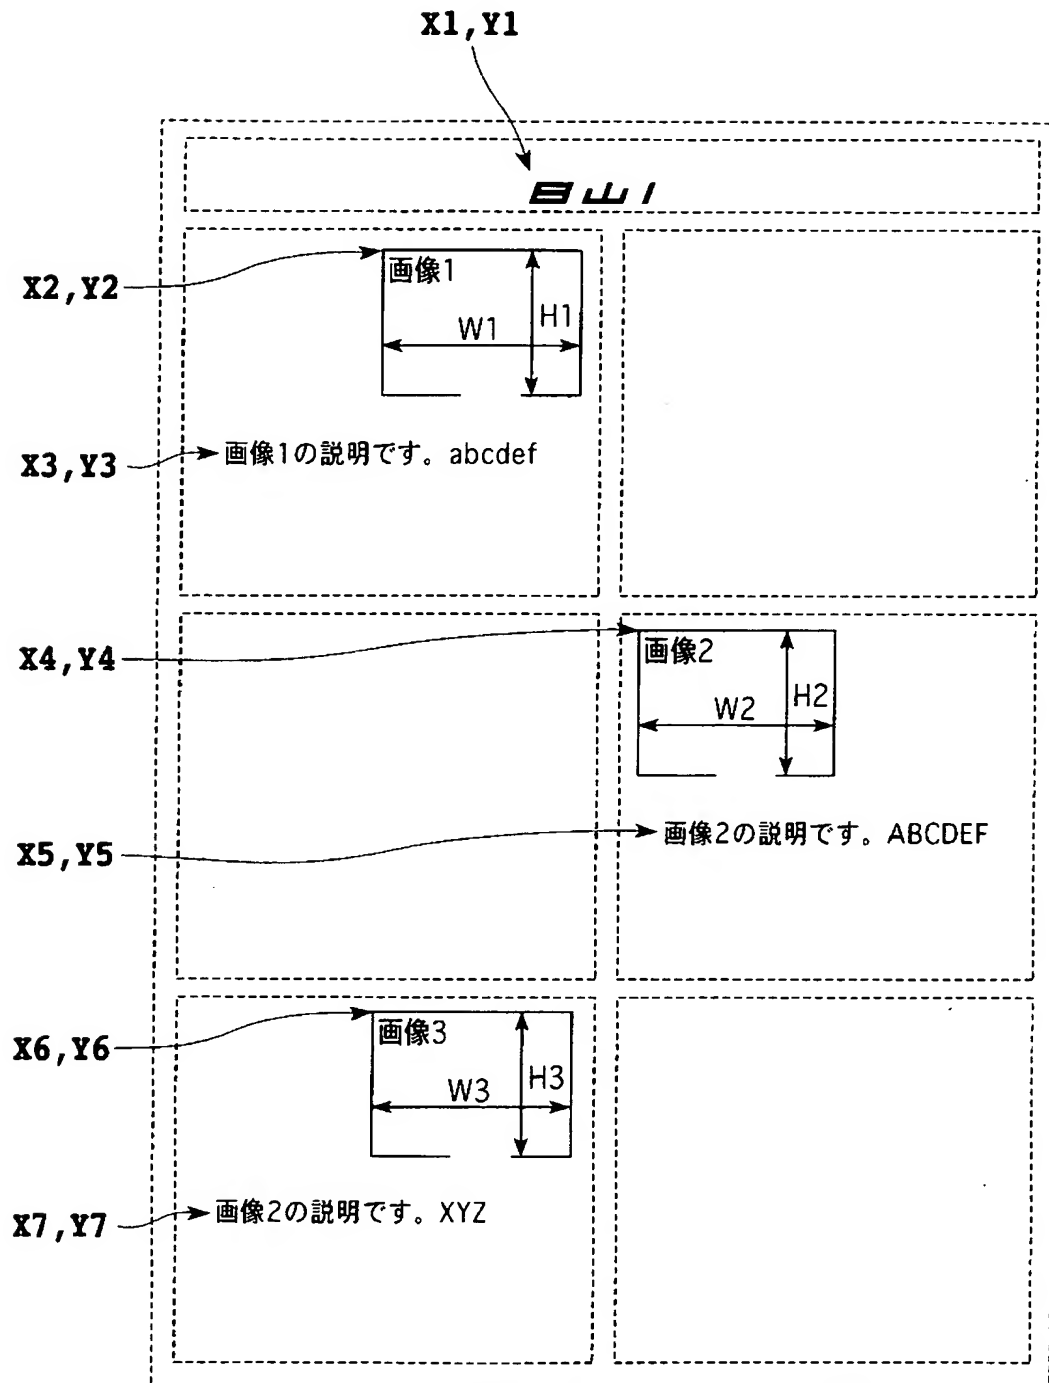 X1,Y1
X2,Y2
画像1
H1
W1
X3,Y3
画像1の説明です。abcdef
X4,Y4
画像2
H2
W2
X5,Y5
画像2の説明です。ABCDEF
X6,Y6
画像3
H3
W3
X7,Y7
画像2の説明です。XYZ